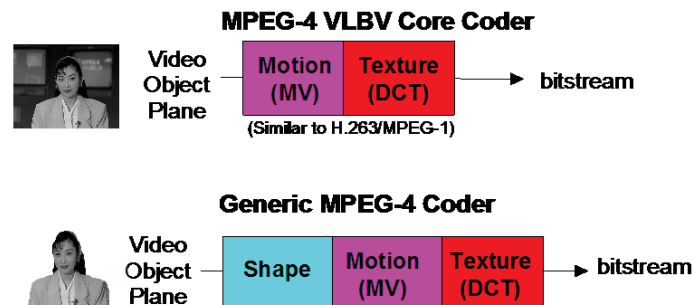 MPEG-4 VLBV Core Coder
Video
Object
Plane
Motion
(MV)
Texture
(DCT)
bitstream
(Similar to H.263/MPEG-1)
Generic MPEG-4 Coder
Video
Object
Plane
Shape
Motion
(MV)
Texture
(DCT)
bitstream